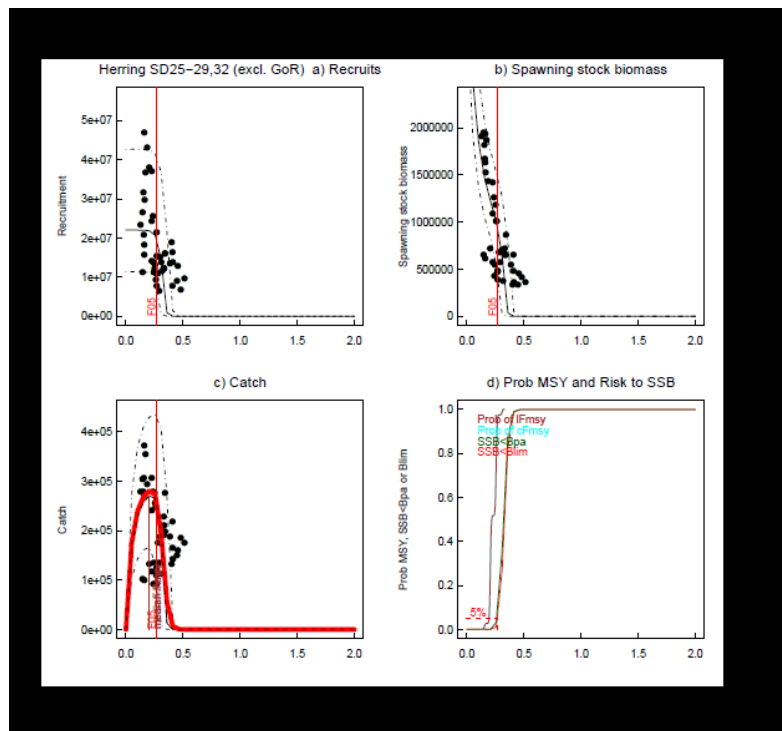 Herring SD25−29,32 (excl. GoR) a) Recruits
Recruitment
5e+07
4e+07
3e+07
2e+07
1e+07
0e+00
F05
0.0 0.5 1.0 1.5 2.0
b) Spawning stock biomass
Spawning stock biomass
2000000
1500000
1000000
500000
0
F05
0.0 0.5 1.0 1.5 2.0
c) Catch
Catch
4e+05
3e+05
2e+05
1e+05
0e+00
F05
median
0.0 0.5 1.0 1.5 2.0
d) Prob MSY and Risk to SSB
Prob MSY, SSB<Bpa or Blim
1.0
0.8
0.6
0.4
0.2
0.0
Prob of lFmsy
Prob of cFmsy
SSB<Bpa
SSB<Blim
5%
0.0 0.5 1.0 1.5 2.0